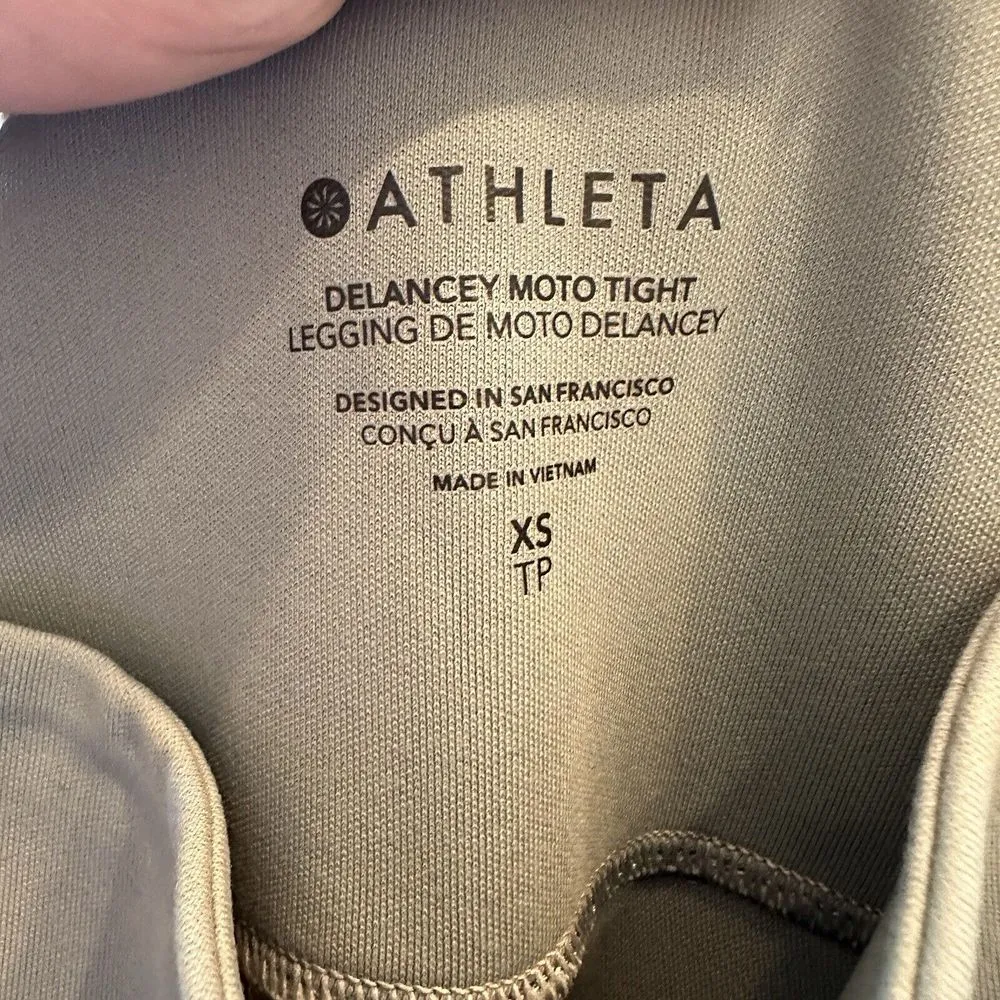 ATHLETA
DELANCEY MOTO TIGHT
LEGGING DE MOTO DELANCEY
DESIGNED IN SAN FRANCISCO
CONÇU À SAN FRANCISCO
MADE IN VIETNAM
XS
TP